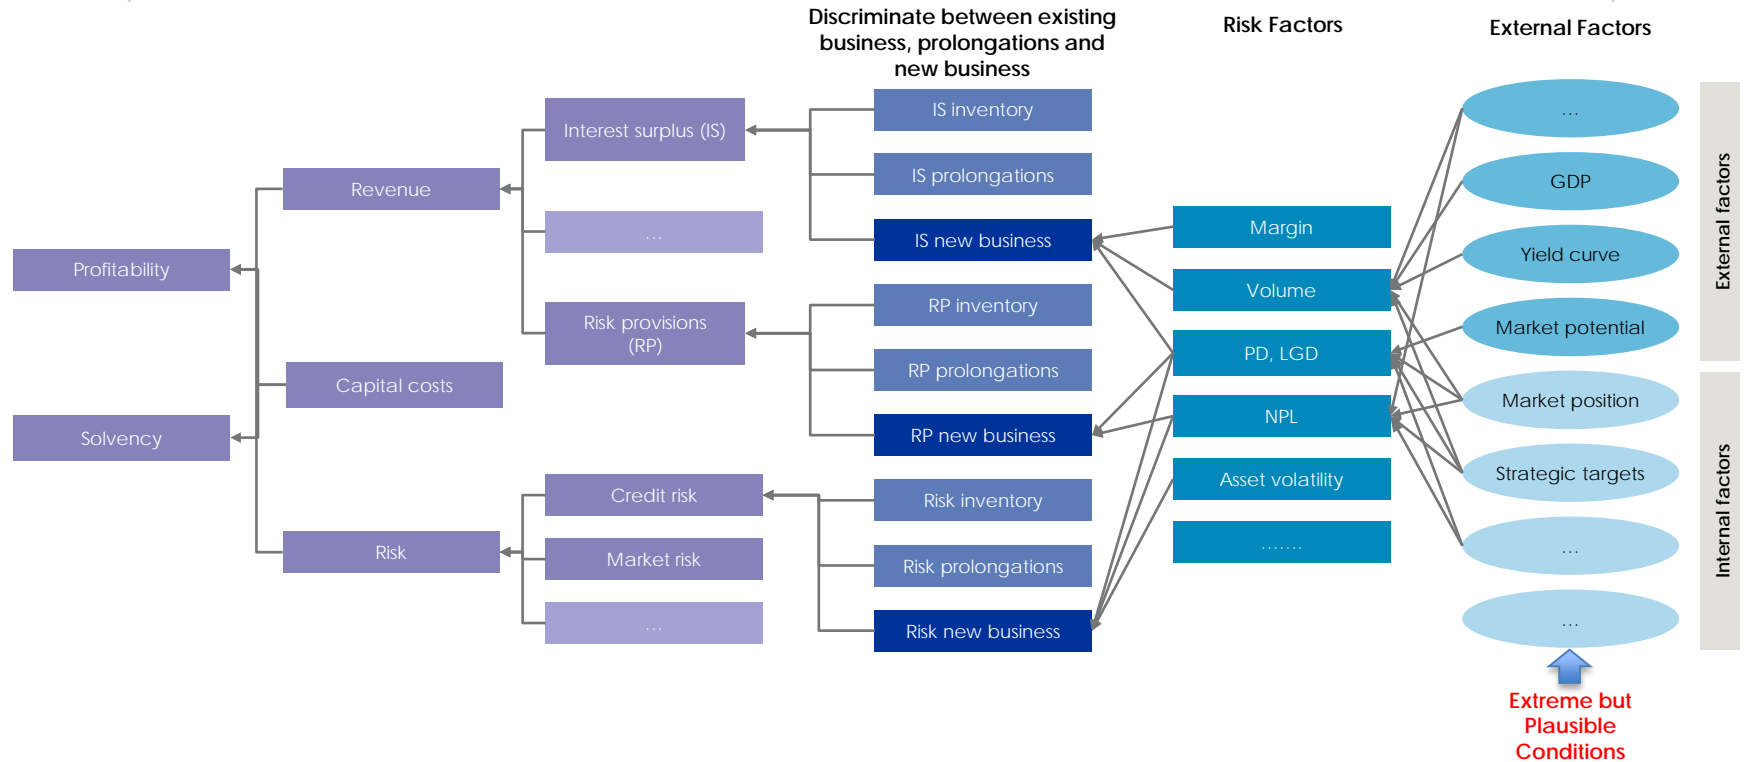 Discriminate between existing
business, prolongations and
new business
Risk Factors
External Factors
Profitability
Solvency
Revenue
Capital costs
Risk
Interest surplus (IS)
...
Risk provisions
(RP)
Credit risk
Market risk
...
IS inventory
IS prolongations
IS new business
RP inventory
RP prolongations
RP new business
Risk inventory
Risk prolongations
Risk new business
Margin
Volume
PD, LGD
NPL
Asset volatility
.......
...
GDP
Yield curve
Market potential
Market position
Strategic targets
...
...
External factors
Internal factors
Extreme but
Plausible
Conditions